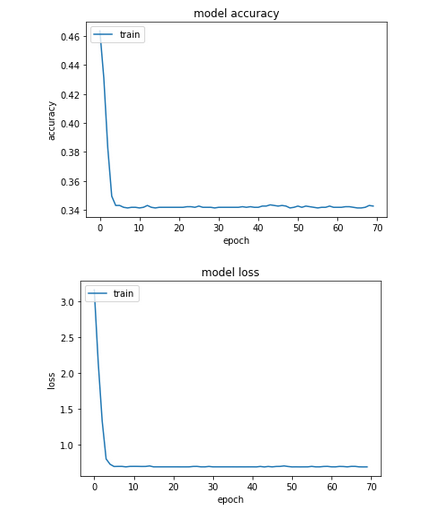 model accuracy
train
0.46
0.44
0.42
0.40
0.38
0.36
0.34
accuracy
0 10 20 30 40 50 60 70
epoch
model loss
train
3.0
2.5
2.0
1.5
1.0
loss
0 10 20 30 40 50 60 70
epoch